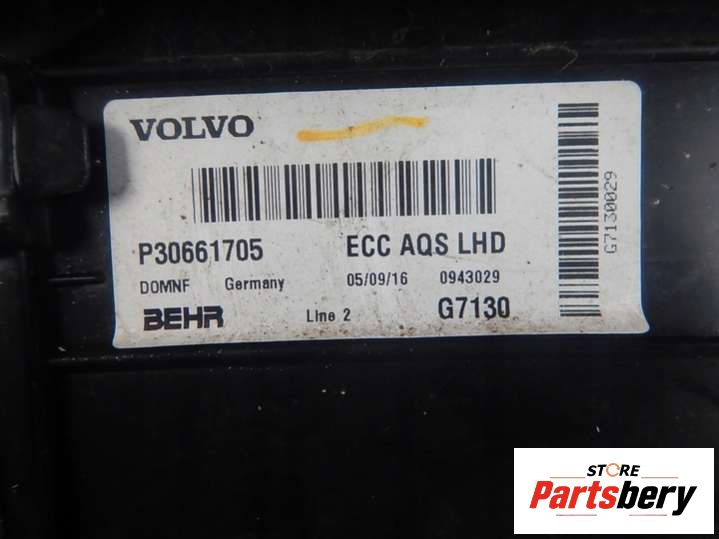 VOLVO
P30661705 ECC AQS LHD
DOMNF Germany 05/09/16 0943029
BEHR Line 2 G7130
G7130029
STORE
Partsbery